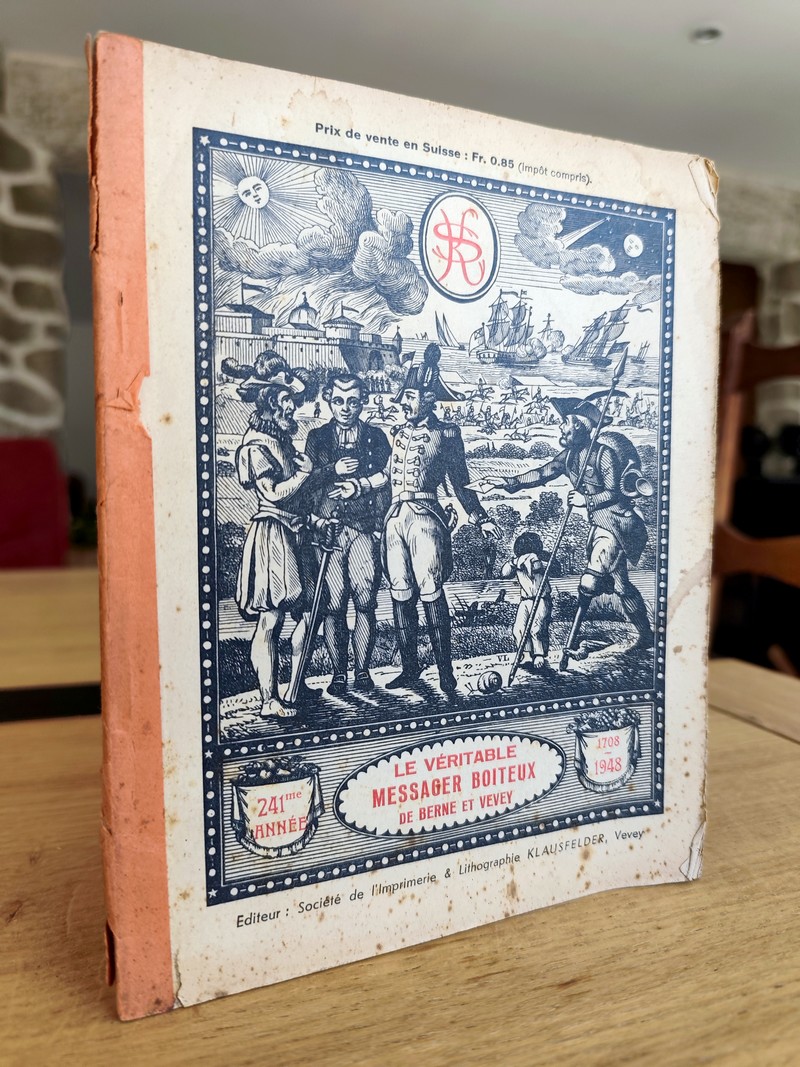 Prix de vente en Suisse : Fr. 0.85 (impôt compris).
V.L.
LE VÉRITABLE
MESSAGER BOITEUX
DE BERNE ET VEVEY
241me
ANNÉE
1708
–
1948
Editeur : Société de l'Imprimerie & Lithographie KLAUSFELDER, Vevey